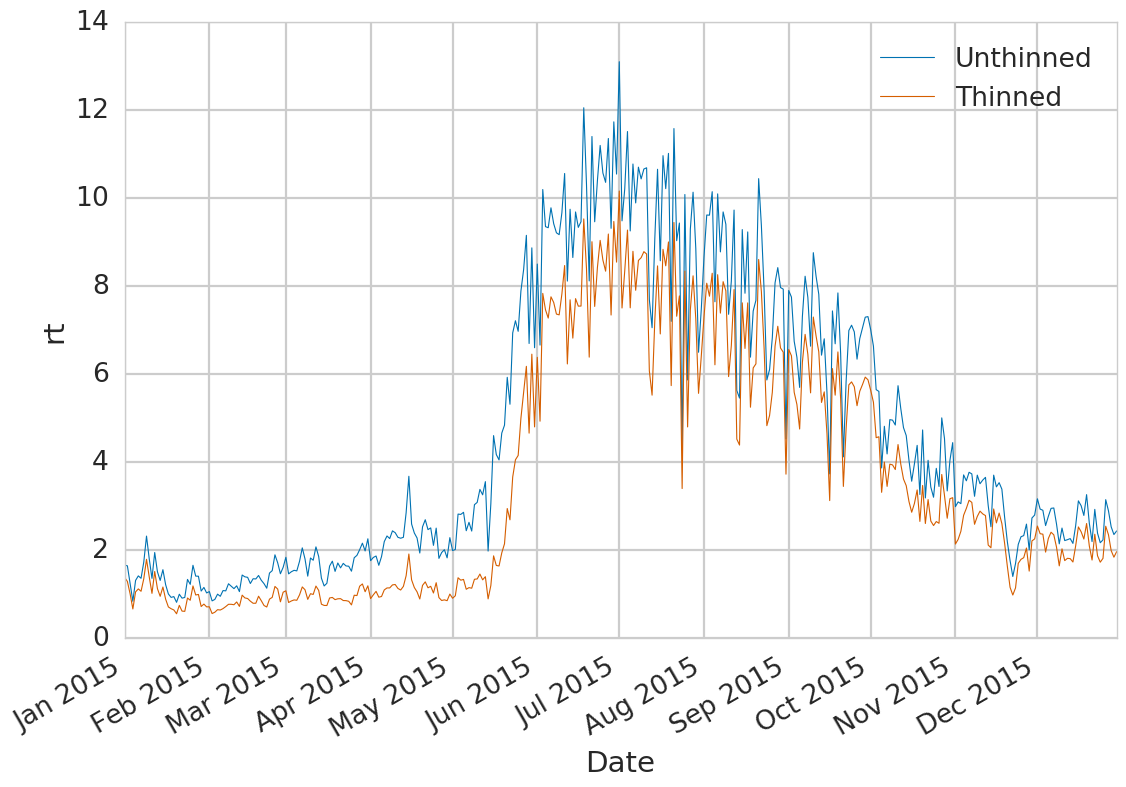 14
12
10
8
6
4
2
0
rt
Unthinned
Thinned
Jan 2015
Feb 2015
Mar 2015
Apr 2015
May 2015
Jun 2015
Jul 2015
Aug 2015
Sep 2015
Oct 2015
Nov 2015
Dec 2015
Date